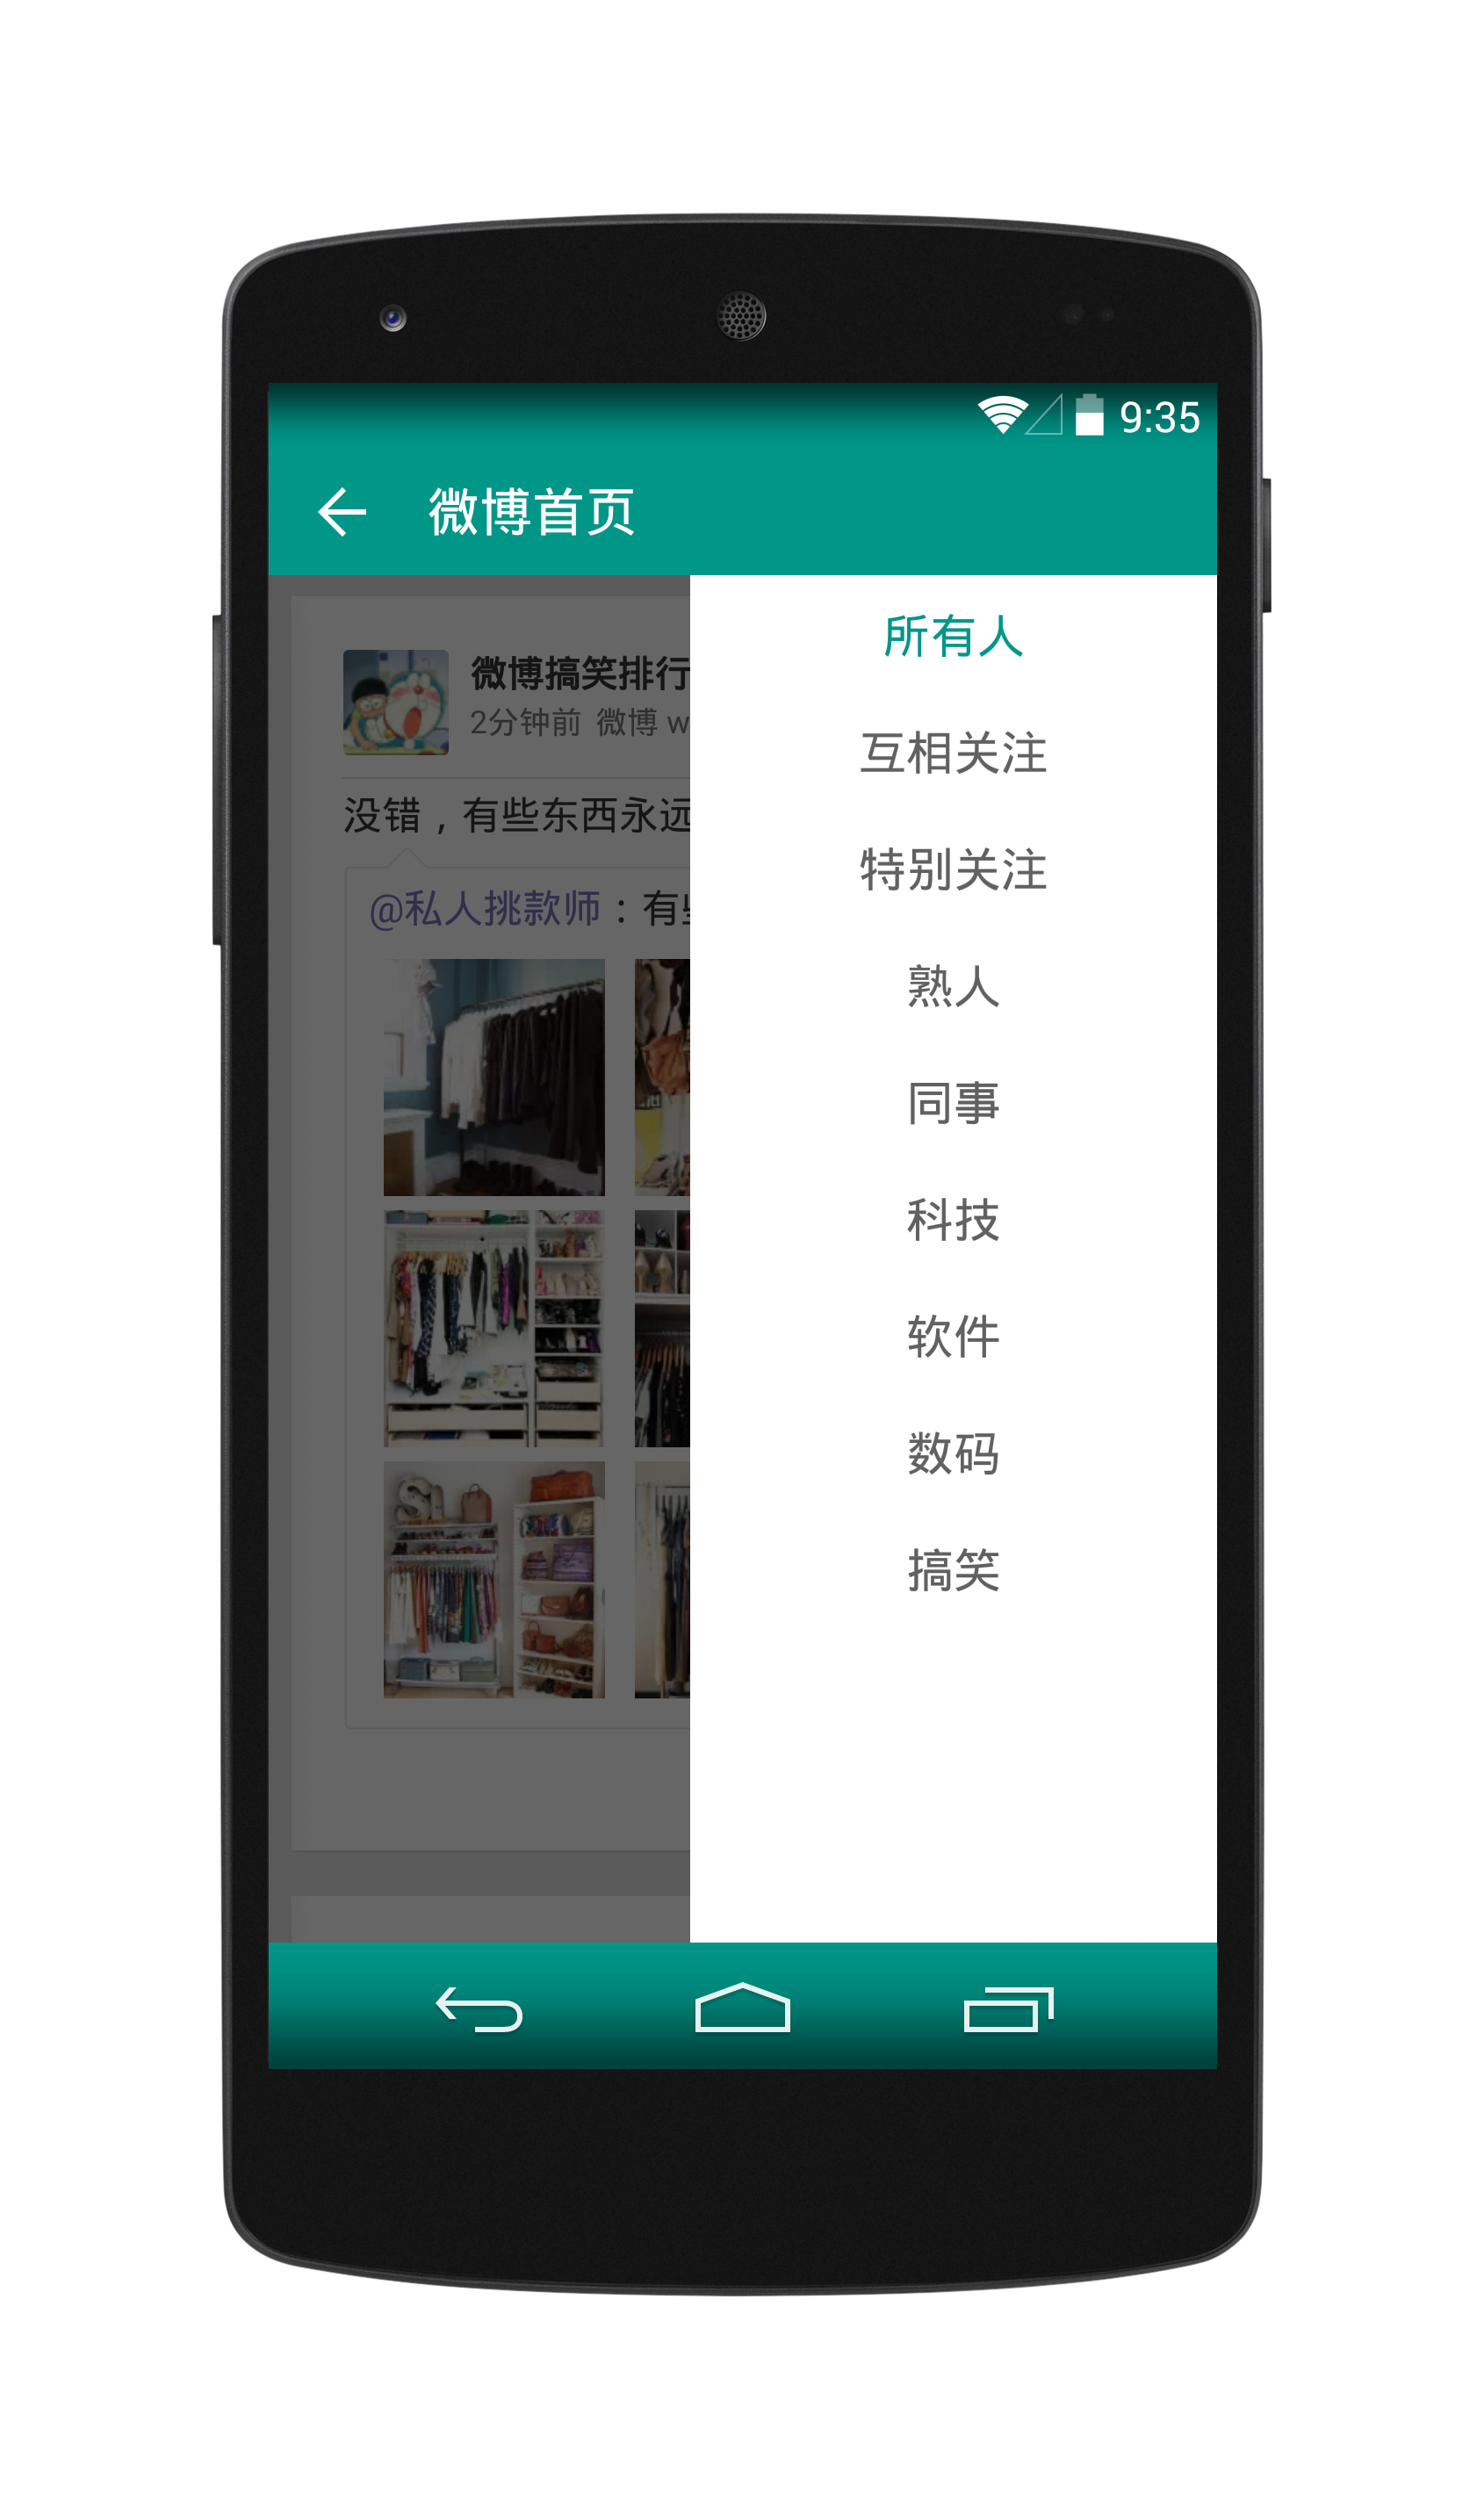 9:35
微博首页
微博搞笑排行
2分钟前 微博 w
没错，有些东西永远
@私人挑款师：有
所有人
互相关注
特别关注
熟人
同事
科技
软件
数码
搞笑